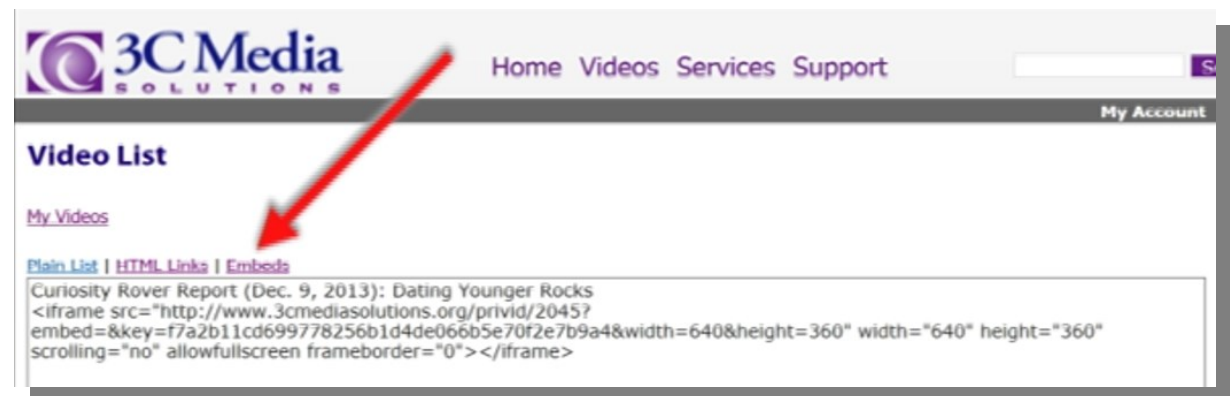 3C Media
SOLUTIONS
Home Videos Services Support
My Account
Video List
My Videos
Plain List | HTML Links | Embeds
Curiosity Rover Report (Dec. 9, 2013): Dating Younger Rocks
<iframe src="http://www.3cmediasolutions.org/privid/2045?
embed=&key=f7a2b11cd699778256b1d4de066b5e70f2e7b9a4&width=640&height=360" width="640" height="360"
scrolling="no" allowfullscreen frameborder="0"></iframe>